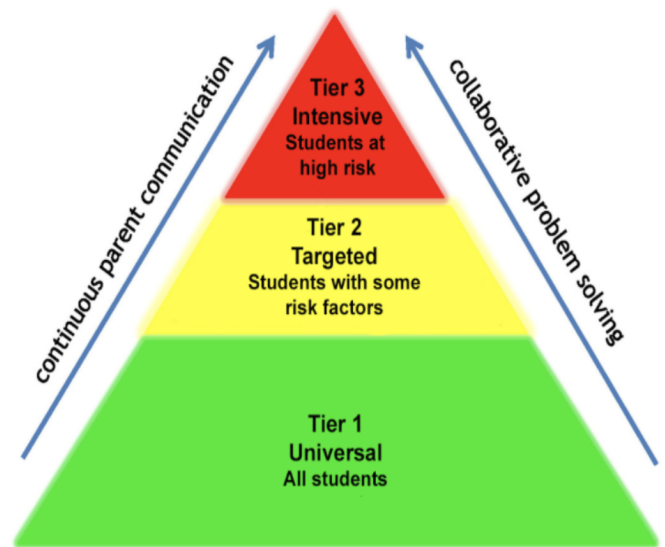 continuous parent communication
collaborative problem solving
Tier 3
Intensive
Students at
high risk
Tier 2
Targeted
Students with some
risk factors
Tier 1
Universal
All students